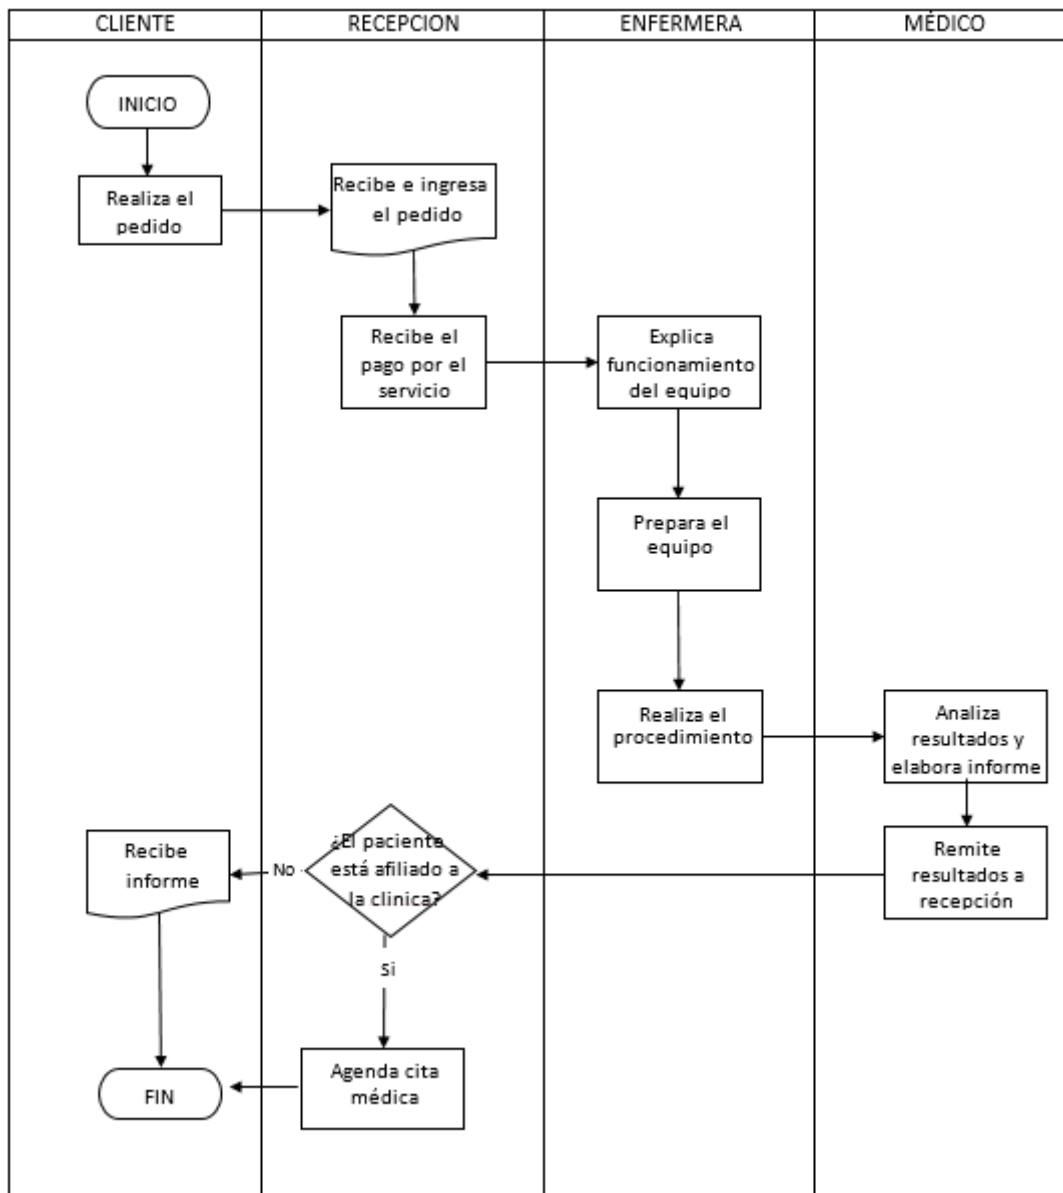 CLIENTE
RECEPCION
ENFERMERA
MÉDICO
INICIO
Realiza el
pedido
Recibe e ingresa
el pedido
Recibe el
pago por el
servicio
Explica
funcionamiento
del equipo
Prepara el
equipo
Realiza el
procedimiento
Analiza
resultados y
elabora informe
Remite
resultados a
recepción
¿El paciente
está afiliado a
la clinica?
No
Recibe
informe
Si
Agenda cita
médica
FIN